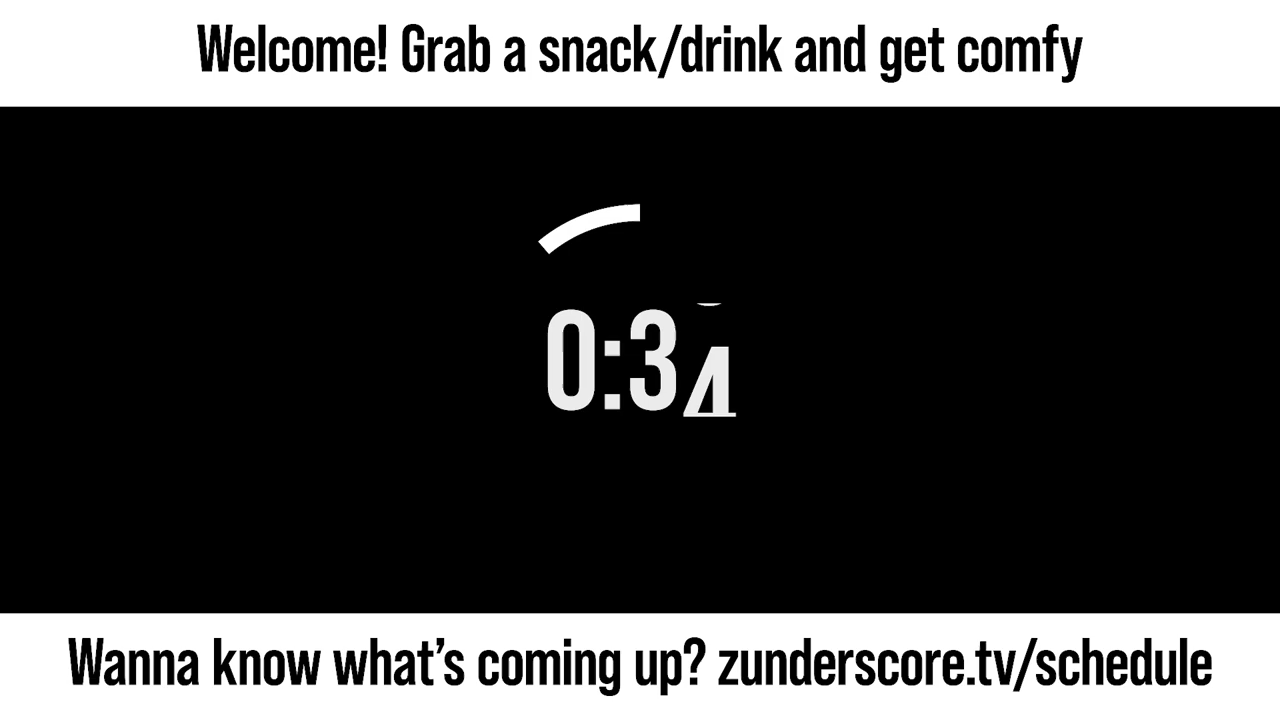 Welcome! Grab a snack/drink and get comfy
0:34
Wanna know what's coming up? zunderscore.tv/schedule